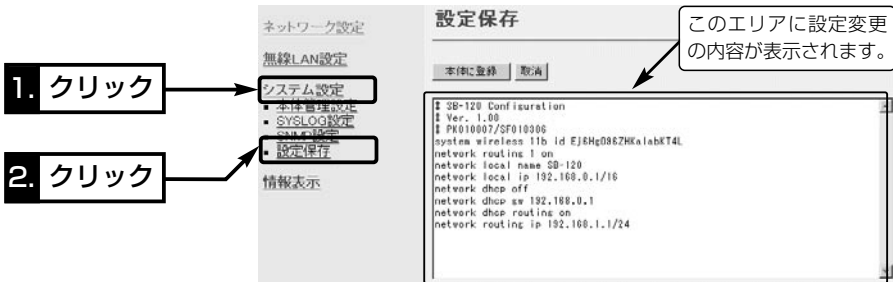 ネットワーク設定
無線LAN設定
システム設定
本体管理設定
SYSLOG設定
SNMP設定
設定保存
情報表示
1. クリック
2. クリック
設定保存
本体に登録 取消
このエリアに設定変更
の内容が表示されます。
# SB-120 Configuration
# Ver. 1.00
# PK010007/SF010306
system wireless 11b id
network routing 1 on
network local name SB-120
network local ip 192.168.0.1/16
network dhcp off
network dhcp gw 192.168.0.1
network dhcp routing on
network routing ip 192.168.1.1/24